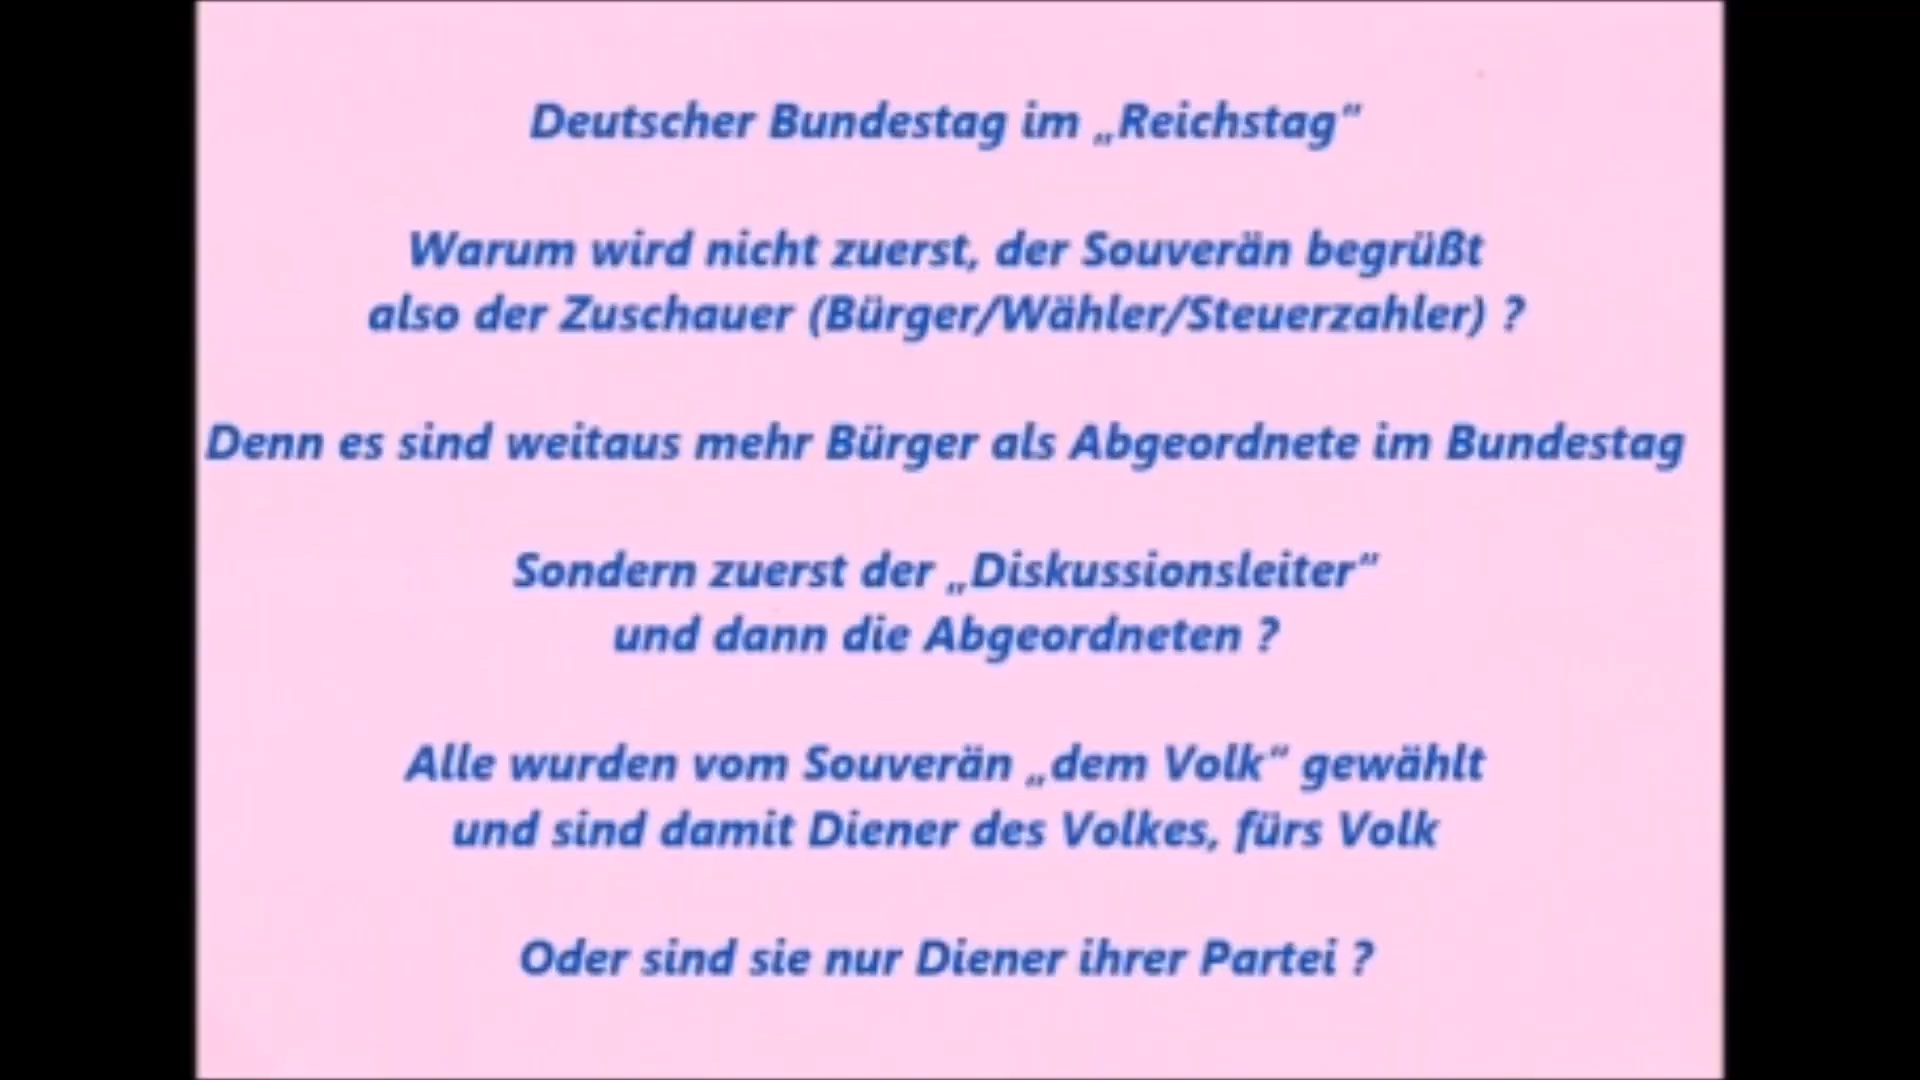 Deutscher Bundestag im „Reichstag“
Warum wird nicht zuerst, der Souverän begrüßt
also der Zuschauer (Bürger/Wähler/Steuerzahler) ?
Denn es sind weitaus mehr Bürger als Abgeordnete im Bundestag
Sondern zuerst der „Diskussionsleiter“
und dann die Abgeordneten ?
Alle wurden vom Souverän „dem Volk“ gewählt
und sind damit Diener des Volkes, fürs Volk
Oder sind sie nur Diener ihrer Partei ?